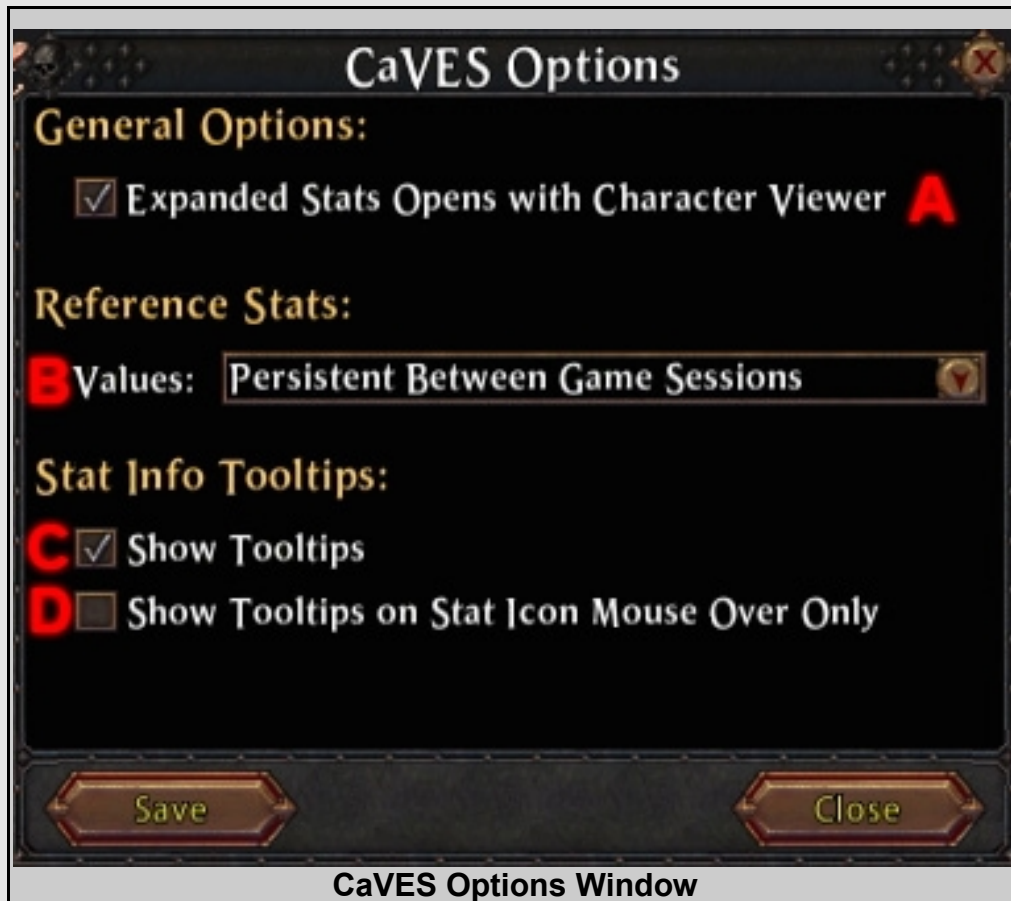 CaVES Options
X
General Options:
Expanded Stats Opens with Character Viewer A
Reference Stats:
B Values: Persistent Between Game Sessions
Stat Info Tooltips:
C Show Tooltips
D Show Tooltips on Stat Icon Mouse Over Only
Save Close
CaVES Options Window